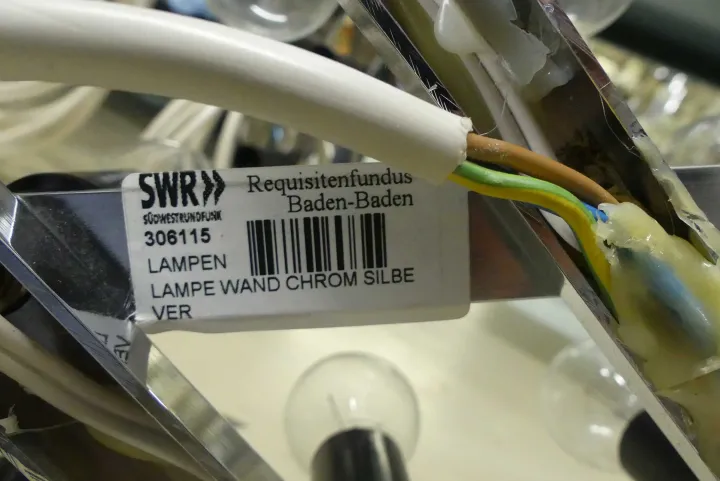 SWR»
SÜDWESTRUNDFUNK
Requisitenfundus
Baden-Baden
306115
LAMPEN
LAMPE WAND CHROM SILBE
VER